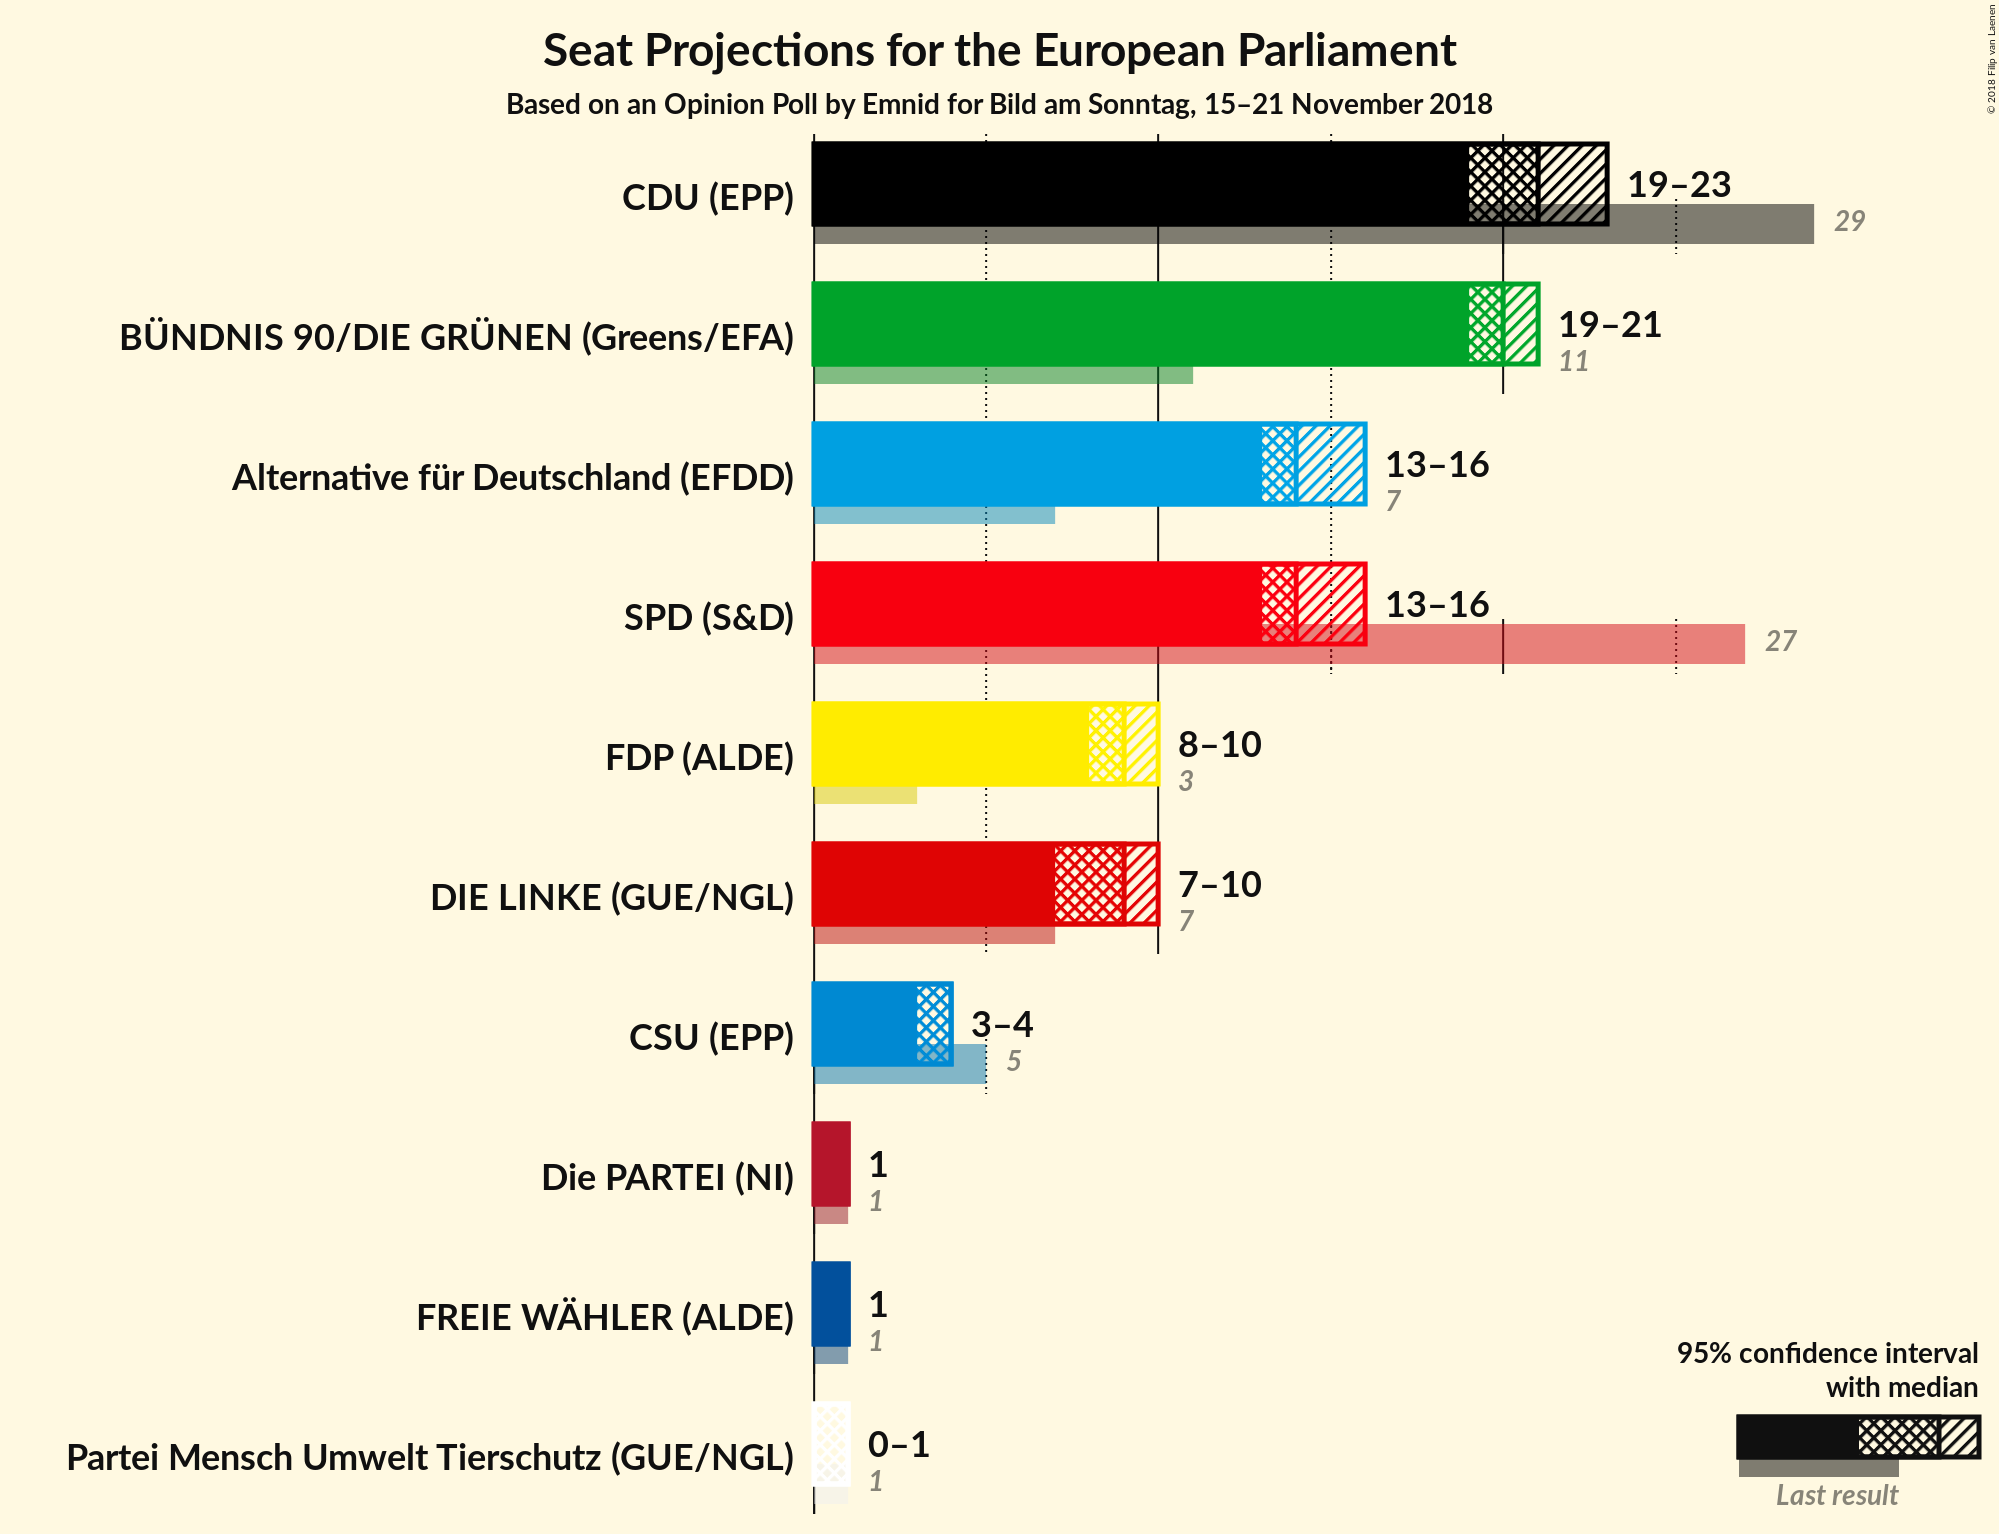 Seat Projections for the European Parliament
Based on an Opinion Poll by Emnid for Bild am Sonntag, 15–21 November 2018
© 2018 Filip van Laenen
CDU (EPP)
19–23
29
BÜNDNIS 90/DIE GRÜNEN (Greens/EFA)
19–21
11
Alternative für Deutschland (EFDD)
13–16
7
SPD (S&D)
13–16
27
FDP (ALDE)
8–10
3
DIE LINKE (GUE/NGL)
7–10
7
CSU (EPP)
3–4
5
Die PARTEI (NI)
1
1
FREIE WÄHLER (ALDE)
1
1
Partei Mensch Umwelt Tierschutz (GUE/NGL)
0–1
1
95% confidence interval
with median
Last result